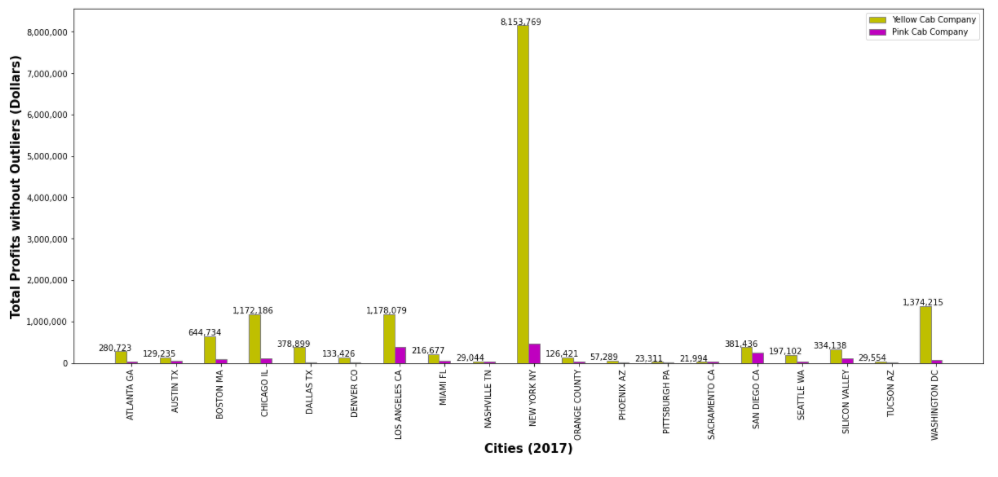 8,153,769
Yellow Cab Company
Pink Cab Company
8,000,000
7,000,000
6,000,000
5,000,000
4,000,000
3,000,000
2,000,000
1,000,000
0
Total Profits without Outliers (Dollars)
280,723
129,235
644,734
1,172,186
378,899
133,426
1,178,079
216,677
29,044
126,421
57,289
23,311
21,994
381,436
197,102
334,138
29,554
1,374,215
ATLANTA GA
AUSTIN TX
BOSTON MA
CHICAGO IL
DALLAS TX
DENVER CO
LOS ANGELES CA
MIAMI FL
NASHVILLE TN
NEW YORK NY
ORANGE COUNTY
PHOENIX AZ
PITTSBURGH PA
SACRAMENTO CA
SAN DIEGO CA
SEATTLE WA
SILICON VALLEY
TUCSON AZ
WASHINGTON DC
Cities (2017)